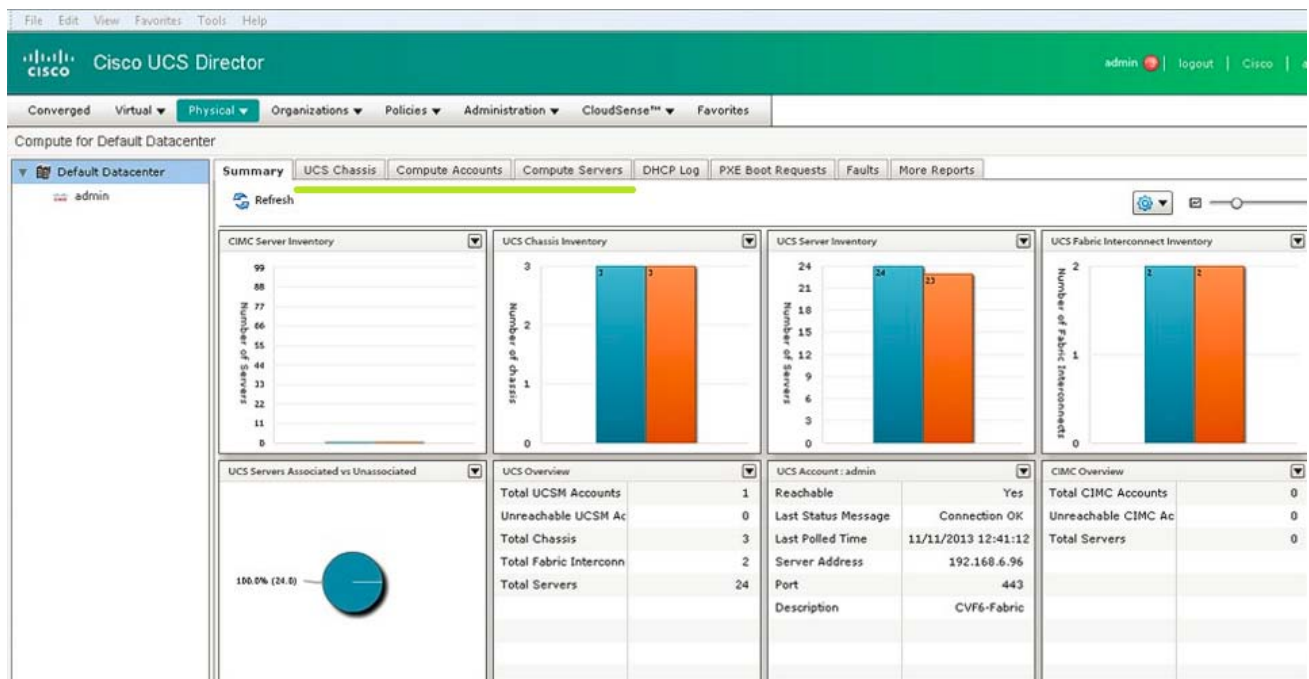 File Edit View Favorites Tools Help
CISCO Cisco UCS Director
admin | logout | Cisco |
Converged Virtual Physical Organizations Policies Administration CloudSense™ Favorites
Compute for Default Datacenter
Default Datacenter
admin
Summary UCS Chassis Compute Accounts Compute Servers DHCP Log PXE Boot Requests Faults More Reports
Refresh
CIMC Server Inventory
Number of Servers
99
88
77
66
55
44
33
22
11
0
UCS Chassis Inventory
Number of chassis
3
2
1
0
3 3
UCS Server Inventory
Number of Servers
24
21
18
15
12
9
6
3
0
24 23
UCS Fabric Interconnect Inventory
Number of Fabric Interconnects
2
1
0
2 2
UCS Servers Associated vs Unassociated
100.0% (24.0)
UCS Overview
Total UCSM Accounts 1
Unreachable UCSM Ac 0
Total Chassis 3
Total Fabric Interconn 2
Total Servers 24
UCS Account : admin
Reachable Yes
Last Status Message Connection OK
Last Polled Time 11/11/2013 12:41:12
Server Address 192.168.6.96
Port 443
Description CVF6-Fabric
CIMC Overview
Total CIMC Accounts 0
Unreachable CIMC Ac 0
Total Servers 0